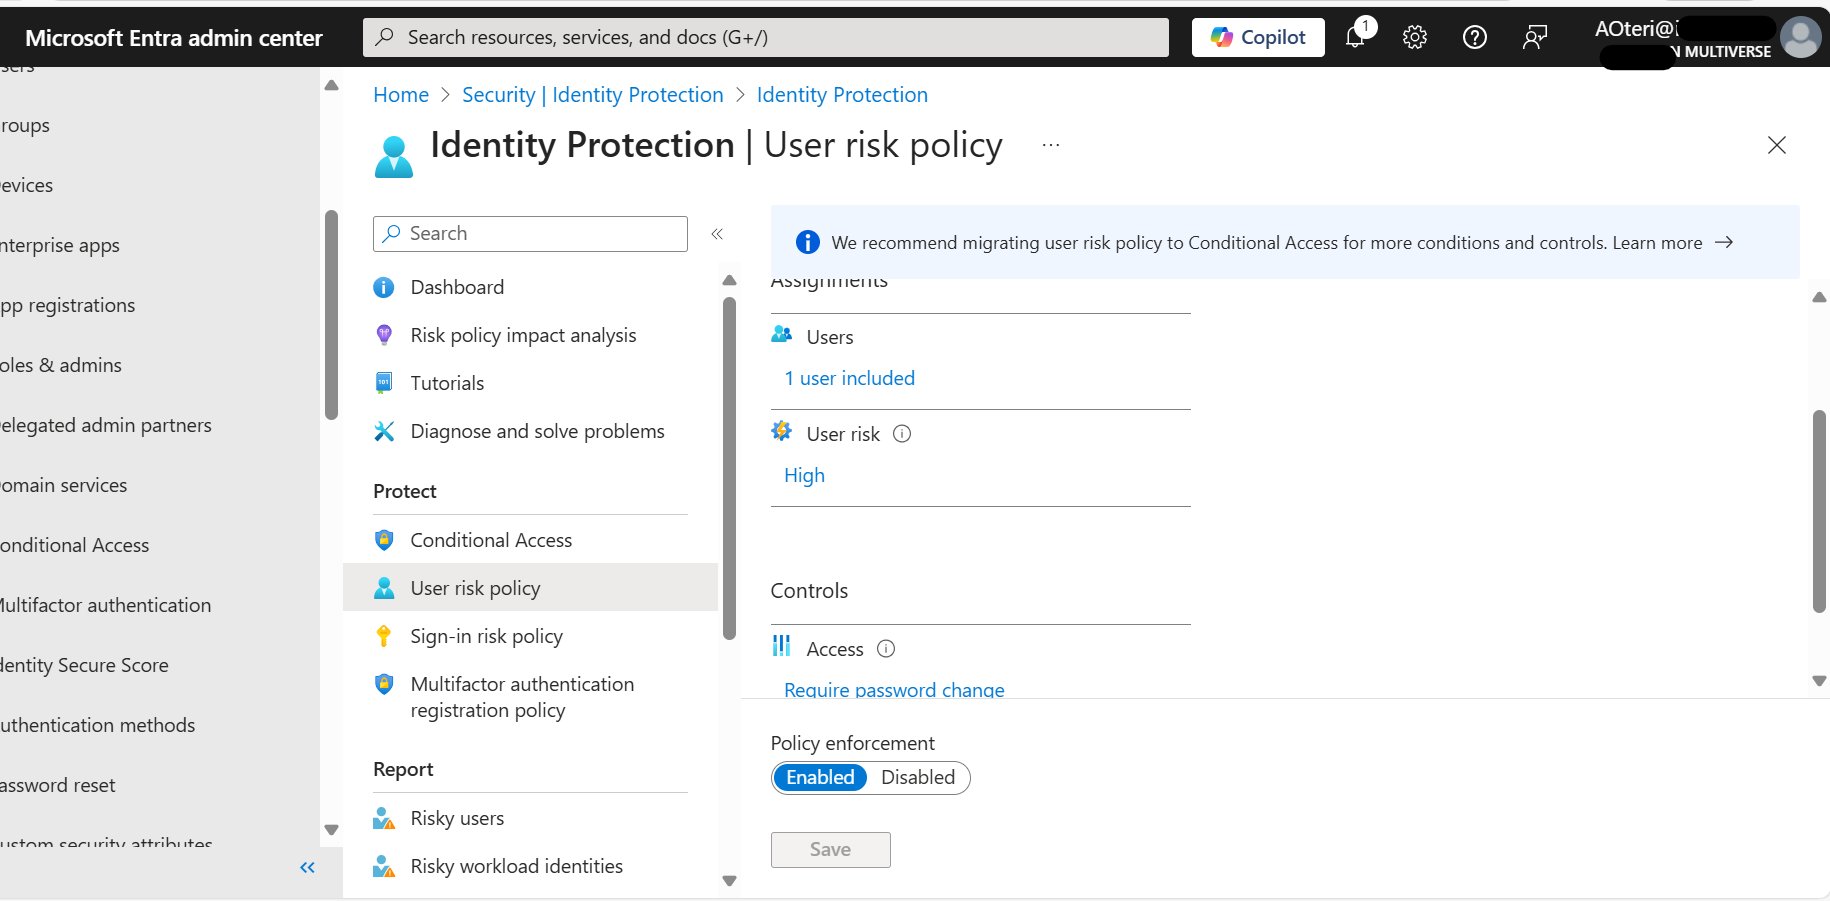 Microsoft Entra admin center
Search resources, services, and docs (G+/)
Copilot
1
AOteri@
MULTIVERSE
roups
evices
nterprise apps
pp registrations
oles & admins
elegated admin partners
omain services
onditional Access
ultifactor authentication
dentity Secure Score
uthentication methods
assword reset
ustom security attributes
Home > Security | Identity Protection > Identity Protection
Identity Protection | User risk policy
Search
Dashboard
Risk policy impact analysis
Tutorials
Diagnose and solve problems
Protect
Conditional Access
User risk policy
Sign-in risk policy
Multifactor authentication
registration policy
Report
Risky users
Risky workload identities
We recommend migrating user risk policy to Conditional Access for more conditions and controls. Learn more →
Assignments
Users
1 user included
User risk
High
Controls
Access
Require password change
Policy enforcement
Enabled Disabled
Save